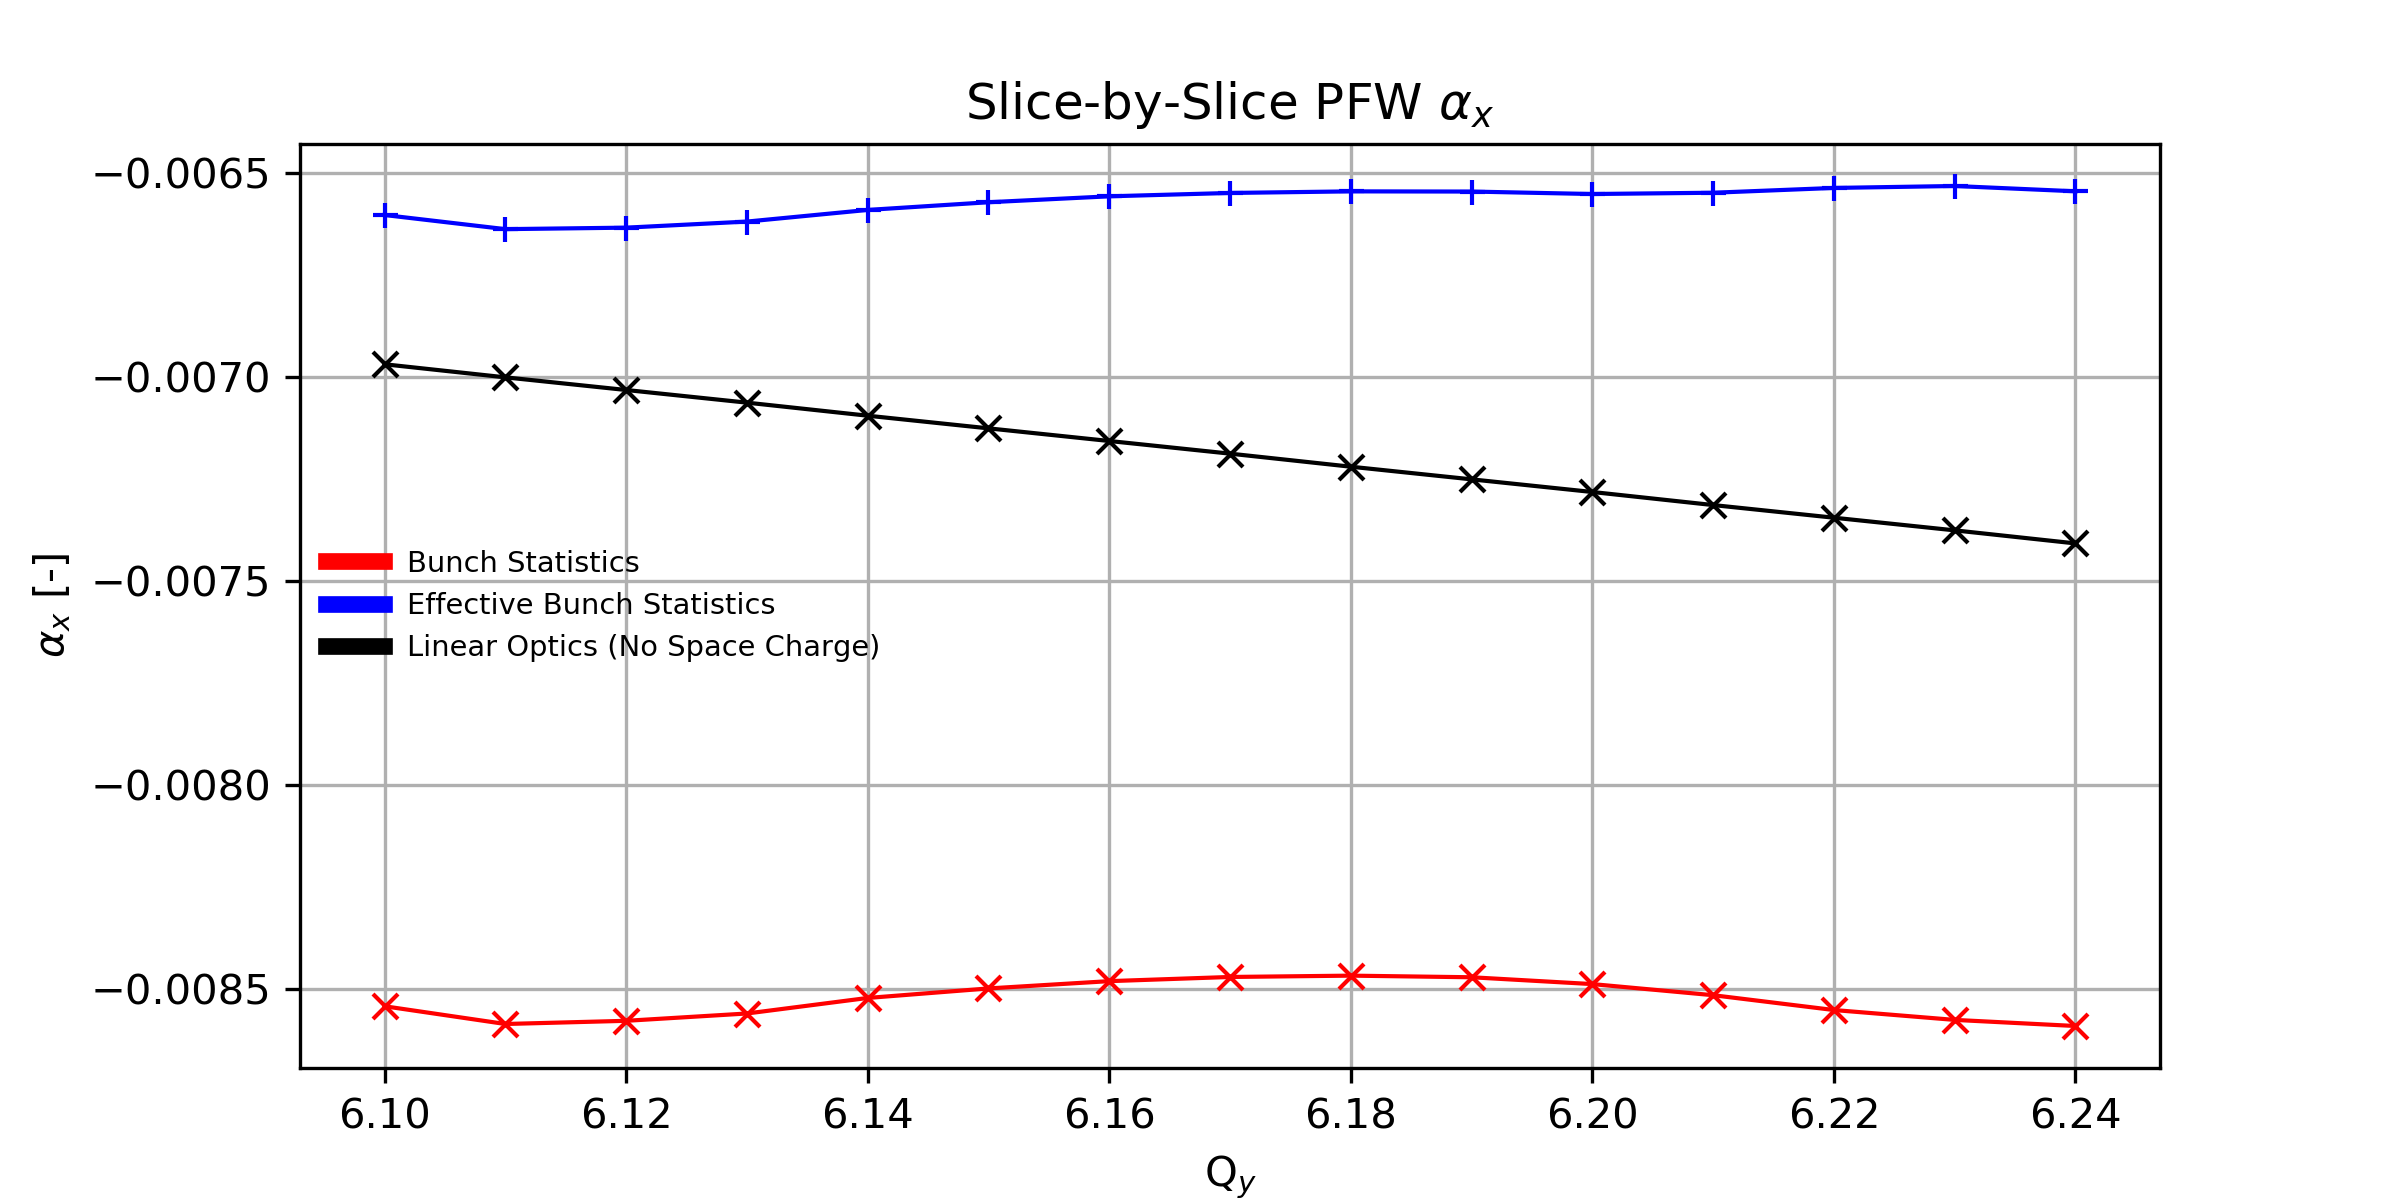 Slice-by-Slice PFW αx
−0.0065
−0.0070
−0.0075
−0.0080
−0.0085
αx [-]
Bunch Statistics
Effective Bunch Statistics
Linear Optics (No Space Charge)
6.10 6.12 6.14 6.16 6.18 6.20 6.22 6.24
Qy